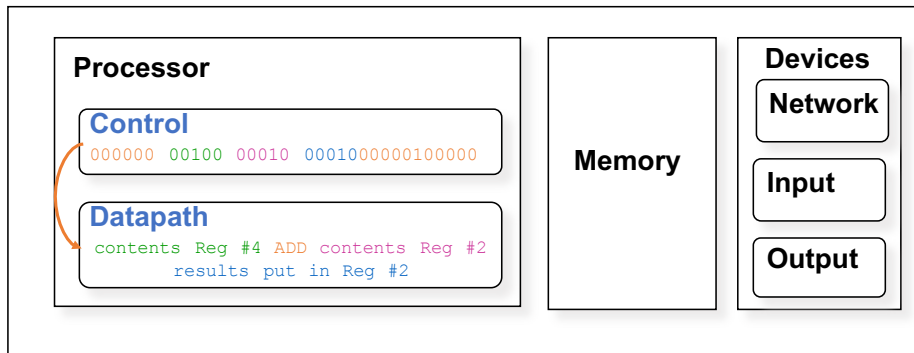 Processor
Control
000000 00100 00010 0001000000100000
Datapath
contents Reg #4 ADD contents Reg #2
results put in Reg #2
Memory
Devices
Network
Input
Output